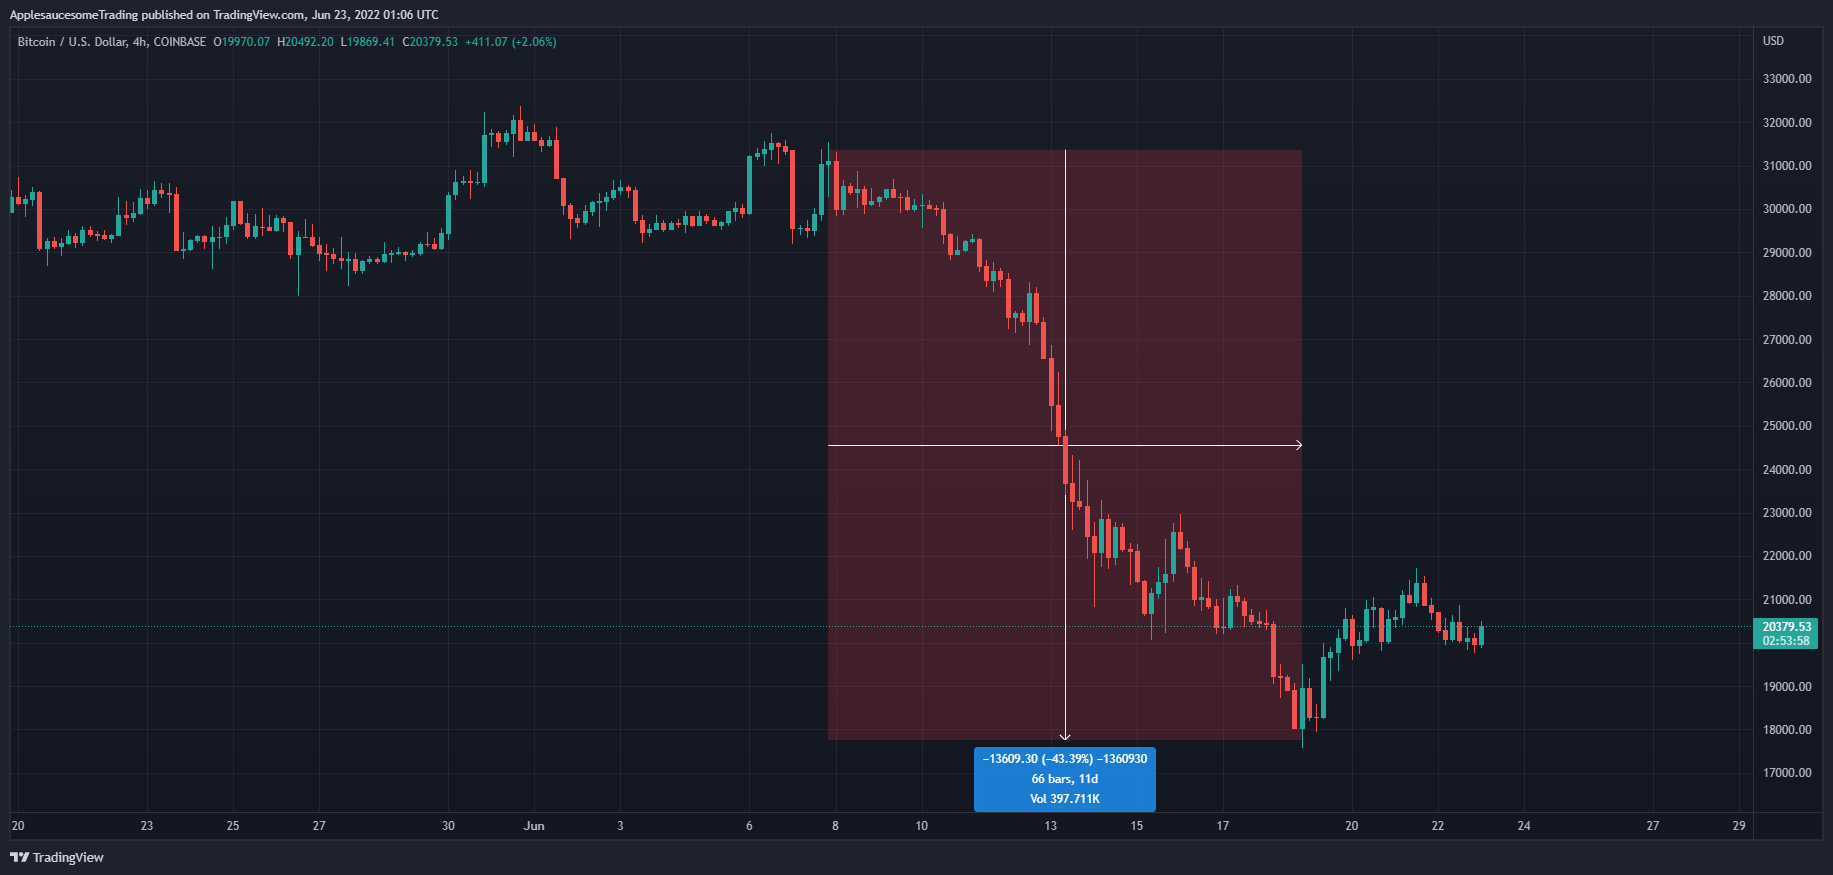 ApplesaucesomeTrading published on TradingView.com, Jun 23, 2022 01:06 UTC
Bitcoin / U.S. Dollar, 4h, COINBASE O19970.07 H20492.20 L19869.41 C20379.53 +411.07 (+2.06%)
USD
33000.00
32000.00
31000.00
30000.00
29000.00
28000.00
27000.00
26000.00
25000.00
24000.00
23000.00
22000.00
21000.00
20379.53
02:53:58
19000.00
18000.00
17000.00
−13609.30 (−43.39%) −1360930
66 bars, 11d
Vol 397.711K
20 23 25 27 30 Jun 3 6 8 10 13 15 17 20 22 24 27 29
TradingView